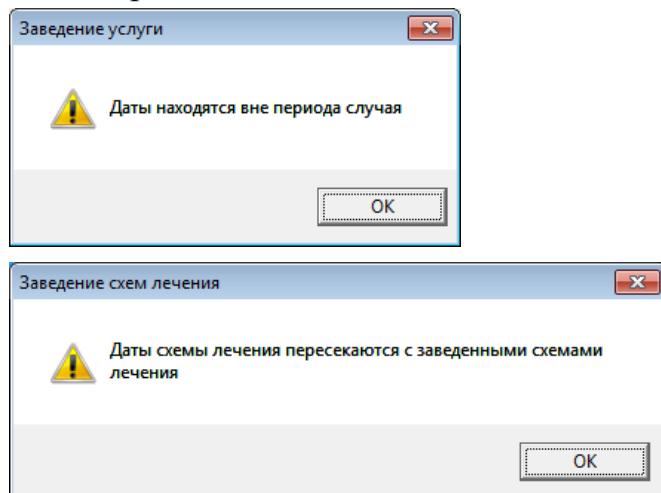 Заведение услуги
Даты находятся вне периода случая
OK
Заведение схем лечения
Даты схемы лечения пересекаются с заведенными схемами
лечения
OK